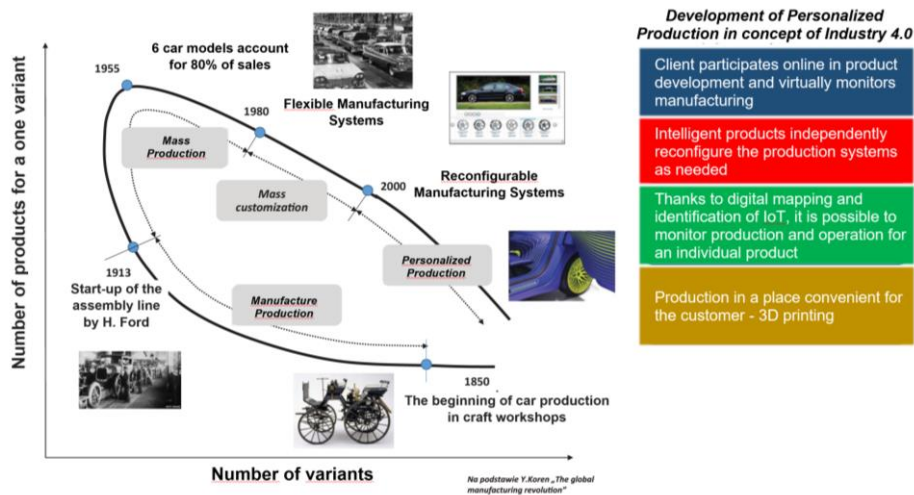 Number of products for a one variant
1955
6 car models account
for 80% of sales
1980
Flexible Manufacturing
Systems
Mass
Production
Mass
customization
2000
Reconfigurable
Manufacturing Systems
Personalized
Production
1913
Start-up of the
assembly line
by H. Ford
Manufacture Production
1850
The beginning of car production
in craft workshops
Number of variants
Na podstawie Y.Koren „The global
manufacturing revolution”
Development of Personalized
Production in concept of Industry 4.0
Client participates online in product
development and virtually monitors
manufacturing
Intelligent products independently
reconfigure the production systems
as needed
Thanks to digital mapping and
identification of IoT, it is possible to
monitor production and operation for
an individual product
Production in a place convenient for
the customer - 3D printing